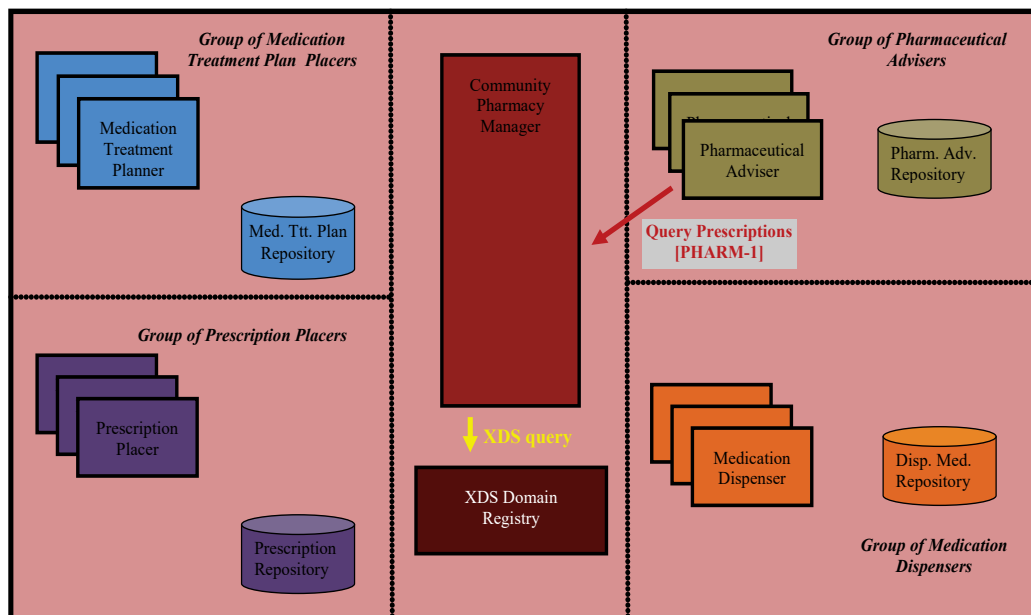 Group of Medication
Treatment Plan Placers
Medication
Treatment
Planner
Med. Ttt. Plan
Repository
Community
Pharmacy
Manager
Group of Pharmaceutical
Advisers
Pharmaceutical
Adviser
Pharm. Adv.
Repository
Query Prescriptions
[PHARM-1]
Group of Prescription Placers
Prescription
Placer
Prescription
Repository
XDS query
XDS Domain
Registry
Medication
Dispenser
Disp. Med.
Repository
Group of Medication
Dispensers